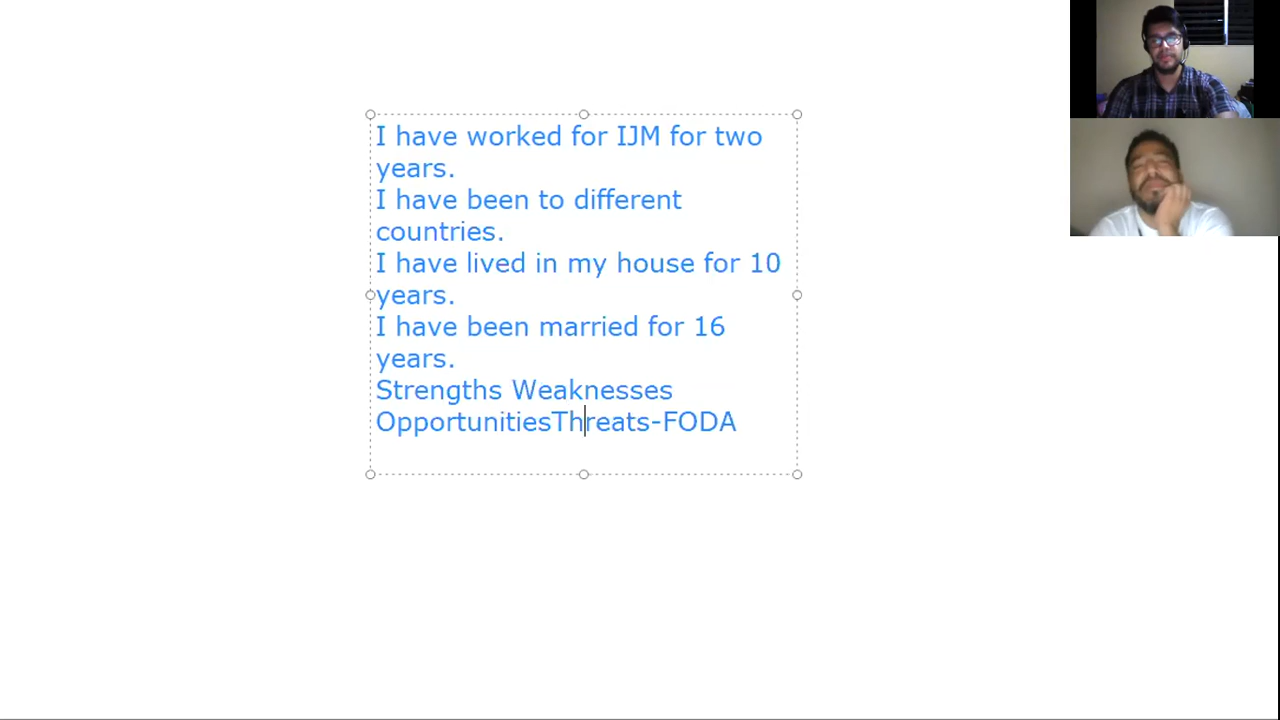 I have worked for IJM for two
years.
I have been to different
countries.
I have lived in my house for 10
years.
I have been married for 16
years.
Strengths Weaknesses
OpportunitiesThreats-FODA